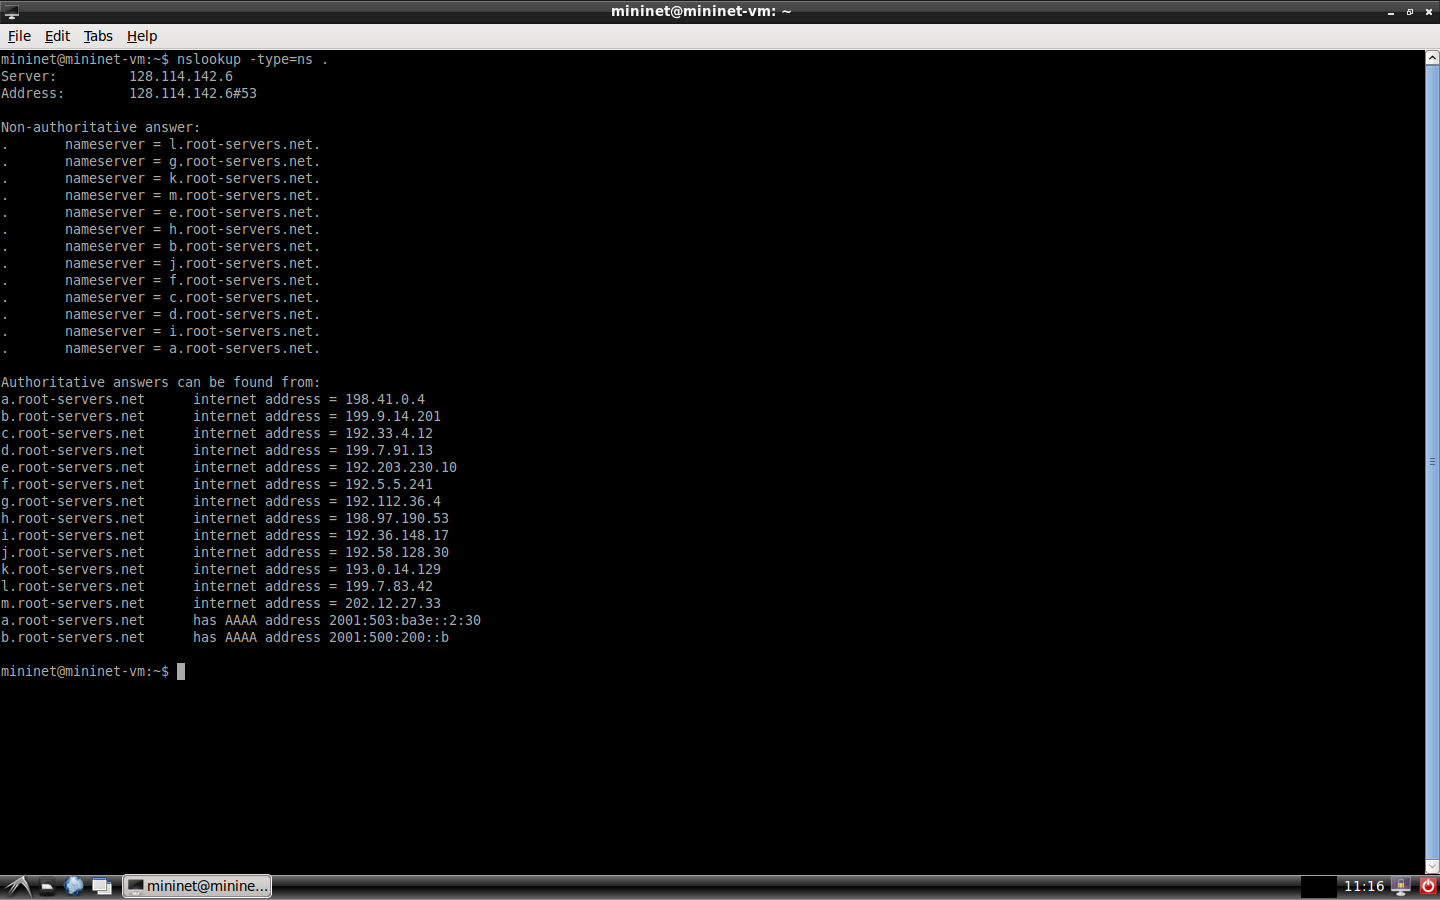 mininet@mininet-vm: ~
File Edit Tabs Help
mininet@mininet-vm:~$ nslookup -type=ns .
Server:         128.114.142.6
Address:        128.114.142.6#53
Non-authoritative answer:
.       nameserver = l.root-servers.net.
.       nameserver = g.root-servers.net.
.       nameserver = k.root-servers.net.
.       nameserver = m.root-servers.net.
.       nameserver = e.root-servers.net.
.       nameserver = h.root-servers.net.
.       nameserver = b.root-servers.net.
.       nameserver = j.root-servers.net.
.       nameserver = f.root-servers.net.
.       nameserver = c.root-servers.net.
.       nameserver = d.root-servers.net.
.       nameserver = i.root-servers.net.
.       nameserver = a.root-servers.net.
Authoritative answers can be found from:
a.root-servers.net      internet address = 198.41.0.4
b.root-servers.net      internet address = 199.9.14.201
c.root-servers.net      internet address = 192.33.4.12
d.root-servers.net      internet address = 199.7.91.13
e.root-servers.net      internet address = 192.203.230.10
f.root-servers.net      internet address = 192.5.5.241
g.root-servers.net      internet address = 192.112.36.4
h.root-servers.net      internet address = 198.97.190.53
i.root-servers.net      internet address = 192.36.148.17
j.root-servers.net      internet address = 192.58.128.30
k.root-servers.net      internet address = 193.0.14.129
l.root-servers.net      internet address = 199.7.83.42
m.root-servers.net      internet address = 202.12.27.33
a.root-servers.net      has AAAA address 2001:503:ba3e::2:30
b.root-servers.net      has AAAA address 2001:500:200::b
mininet@mininet-vm:~$
mininet@minine... 11:16